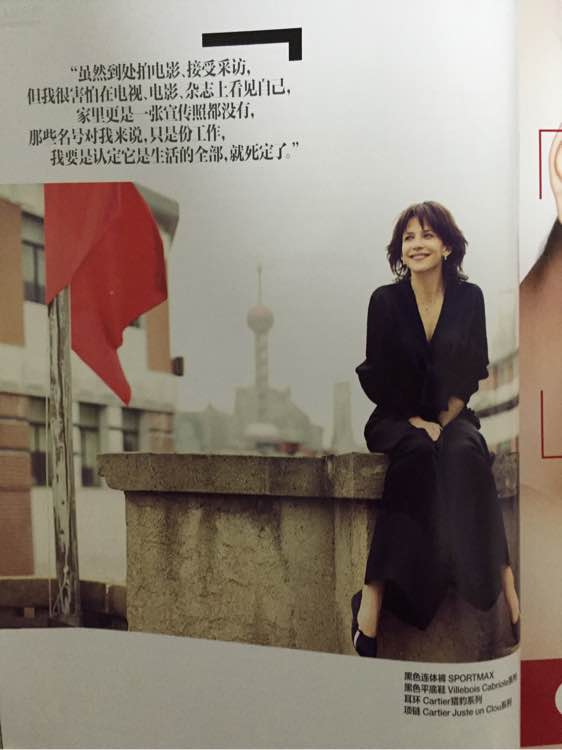 “虽然到处拍电影、接受采访，
但我很害怕在电视、电影、杂志上看见自己，
家里更是一张宣传照都没有，
那些名号对我来说，只是份工作，
我要是认定它是生活的全部，就死定了。”
黑色连体裤 SPORTMAX
黑色平底鞋 Villebois Cabriole系列
耳环 Cartier猎豹系列
项链 Cartier Juste un Clou系列